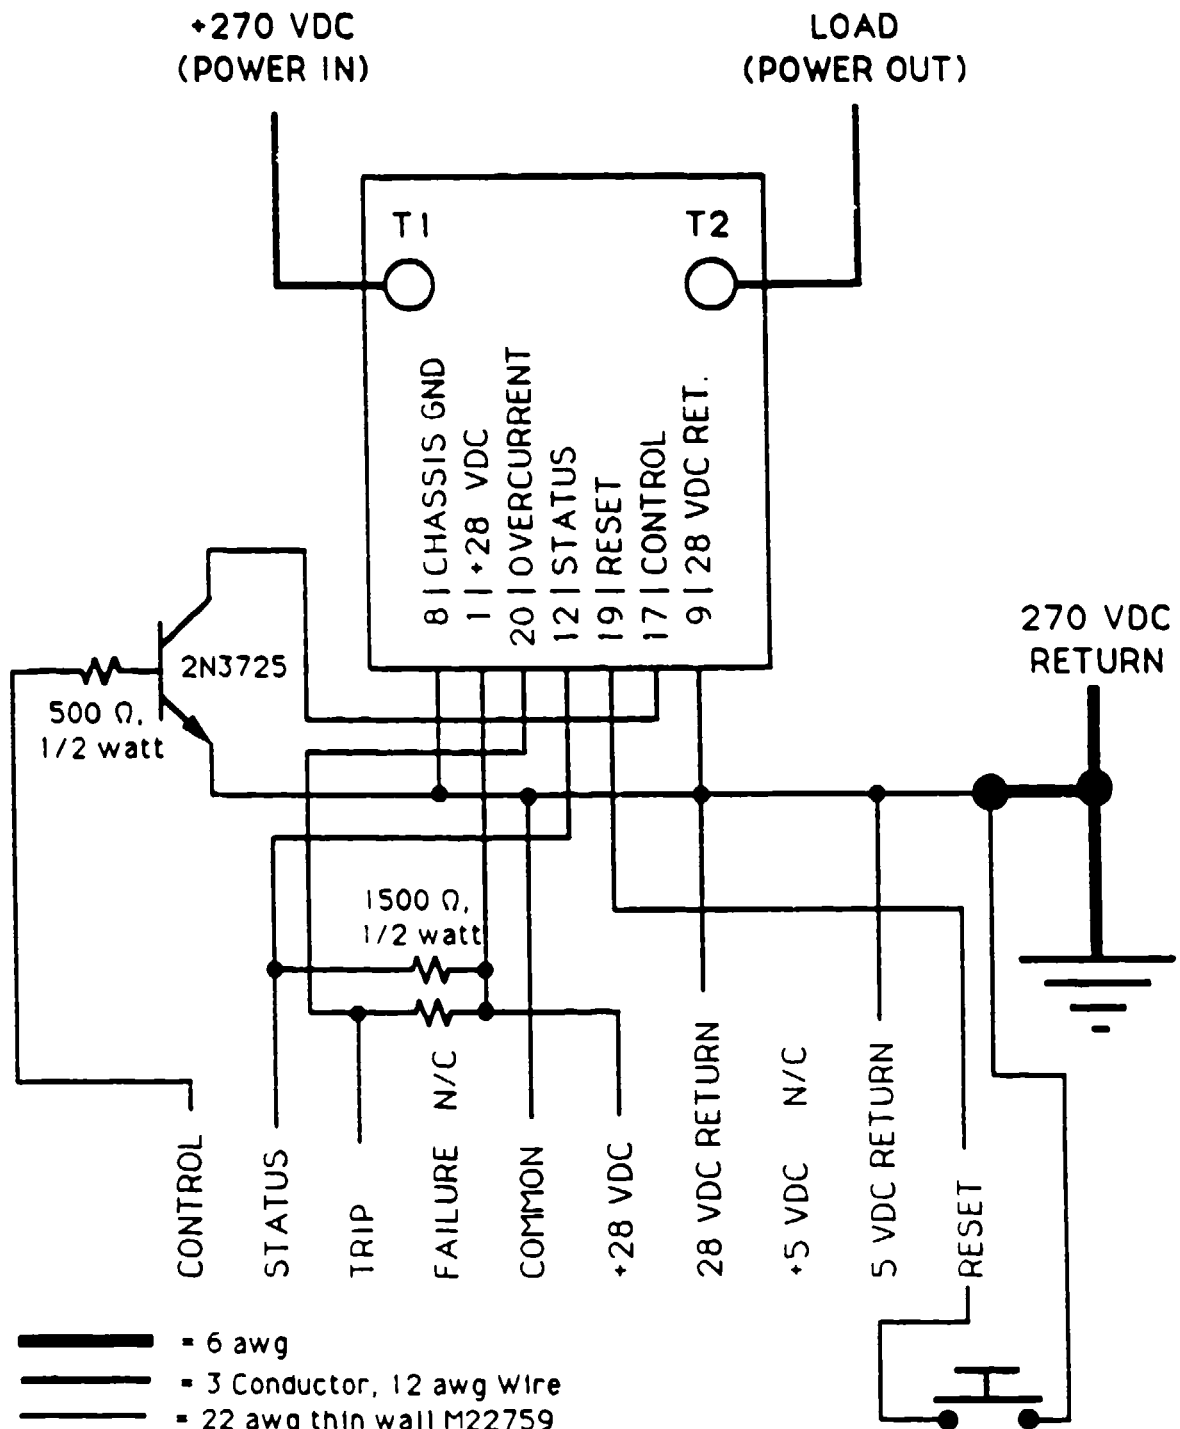 +270 VDC
(POWER IN)
LOAD
(POWER OUT)
T1
T2
8 | CHASSIS GND
1 | +28 VDC
20 | OVERCURRENT
12 | STATUS
19 | RESET
17 | CONTROL
9 | 28 VDC RET.
270 VDC
RETURN
2N3725
500 Ω,
1/2 watt
1500 Ω,
1/2 watt
CONTROL
STATUS
TRIP
FAILURE N/C
COMMON
+28 VDC
28 VDC RETURN
+5 VDC N/C
5 VDC RETURN
RESET
= 6 awg
= 3 Conductor, 12 awg Wire
= 22 awg thin wall M22759